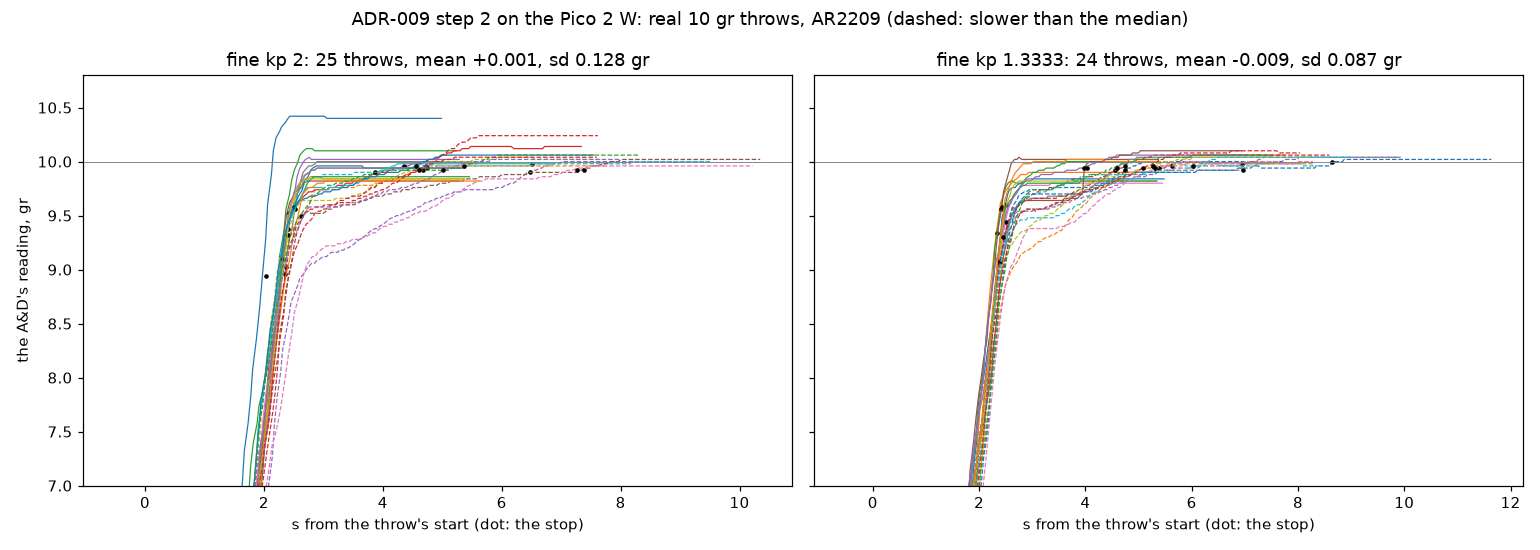 ADR-009 step 2 on the Pico 2 W: real 10 gr throws, AR2209 (dashed: slower than the median)
fine kp 2: 25 throws, mean +0.001, sd 0.128 gr
fine kp 1.3333: 24 throws, mean -0.009, sd 0.087 gr
the A&D's reading, gr
10.5
10.0
9.5
9.0
8.5
8.0
7.5
7.0
0 2 4 6 8 10
0 2 4 6 8 10 12
s from the throw's start (dot: the stop)
s from the throw's start (dot: the stop)